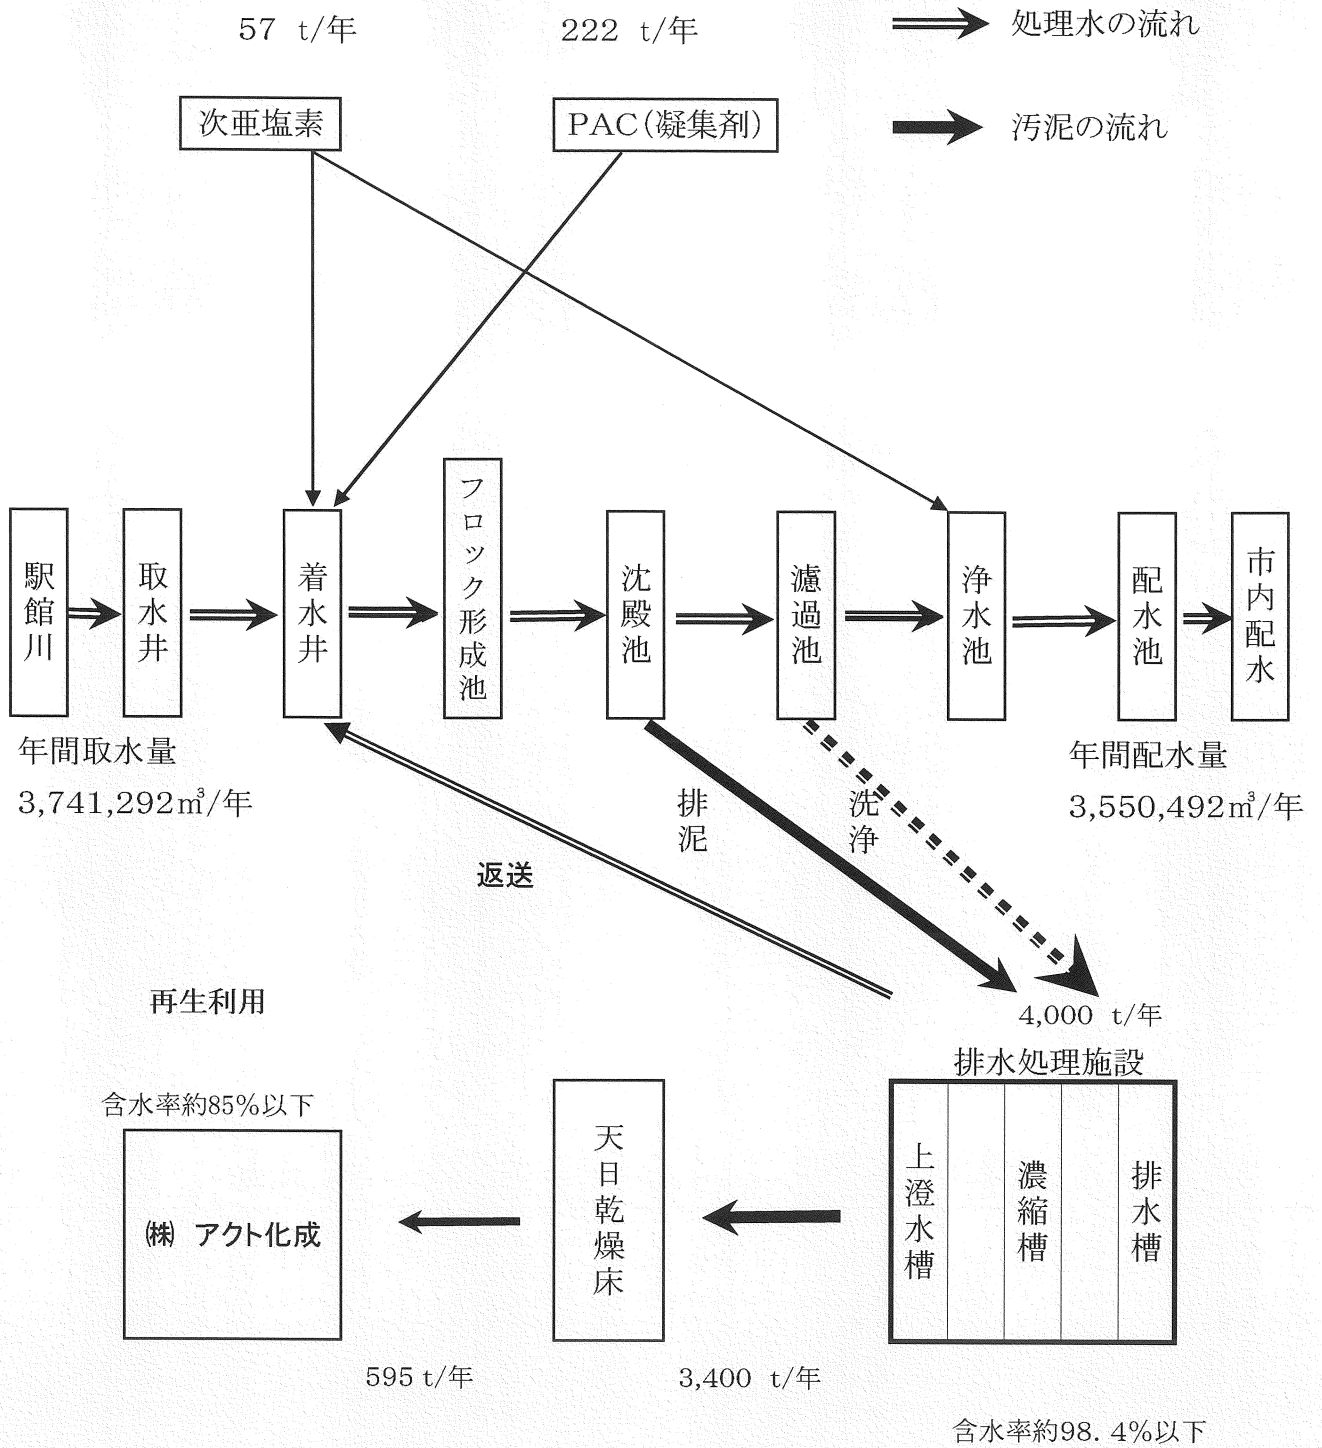 57 t/年
222 t/年
処理水の流れ
次亜塩素
PAC(凝集剤)
汚泥の流れ
駅館川
取水井
着水井
フロック形成池
沈殿池
濾過池
浄水池
配水池
市内配水
年間取水量
3,741,292㎥/年
年間配水量
3,550,492㎥/年
排泥
洗浄
返送
再生利用
4,000 t/年
排水処理施設
含水率約85%以下
㈱ アクト化成
天日乾燥床
上澄水槽
濃縮槽
排水槽
595 t/年
3,400 t/年
含水率約98.4%以下